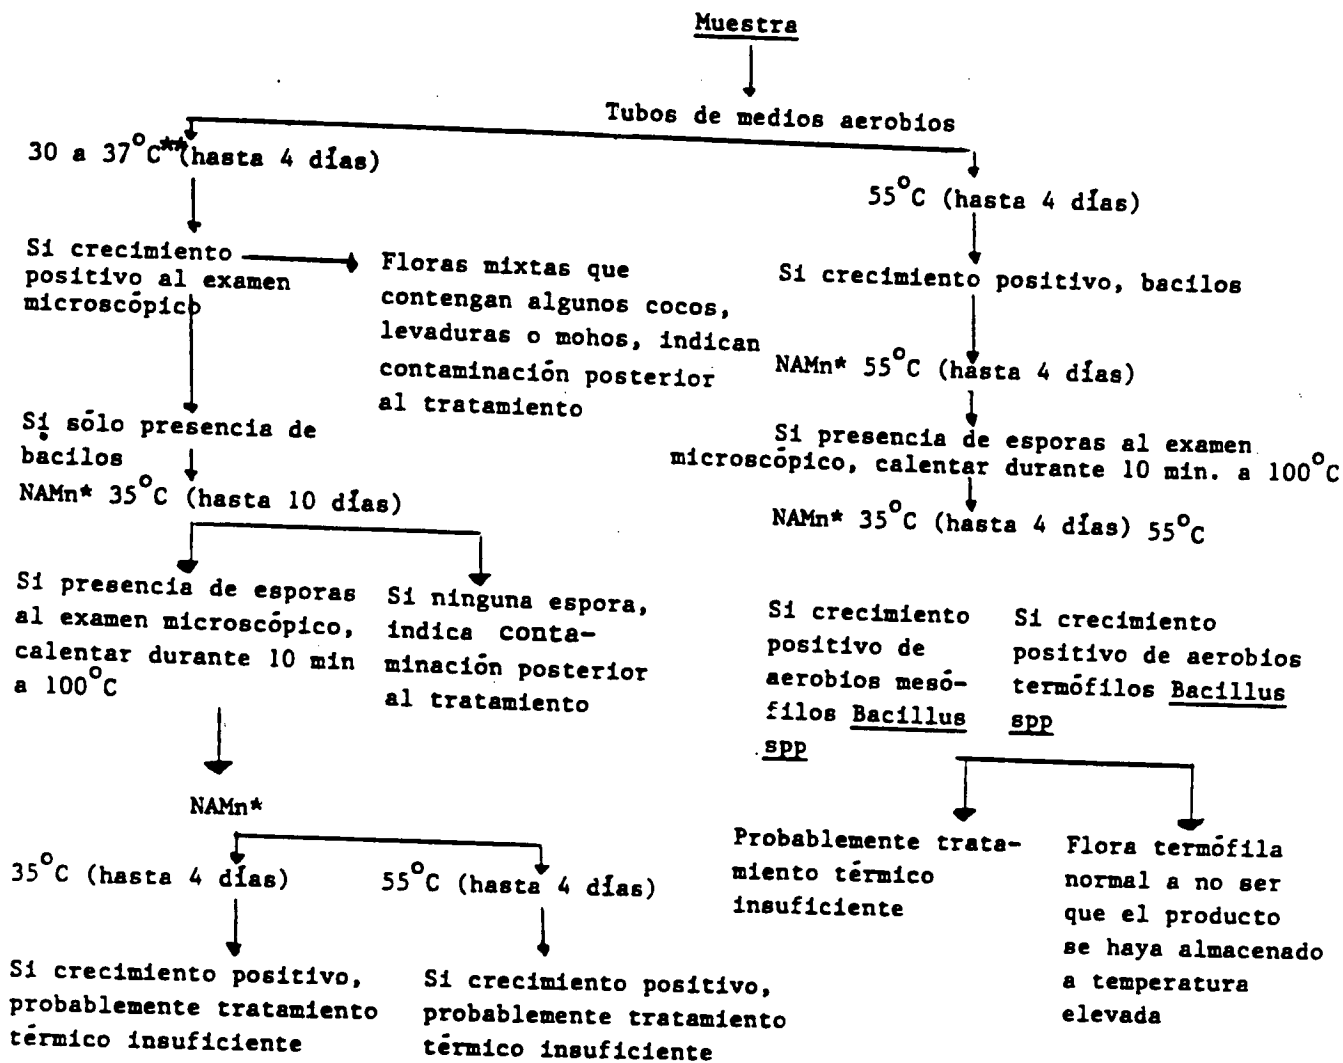 Muestra
Tubos de medios aerobios
30 a 37°C**(hasta 4 días)
Si crecimiento
positivo al examen
microscópico
Floras mixtas que
contengan algunos cocos,
levaduras o mohos, indican
contaminación posterior
al tratamiento
Si sólo presencia de
bacilos
NAMn* 35°C (hasta 10 días)
Si presencia de esporas
al examen microscópico,
calentar durante 10 min
a 100°C
Si ninguna espora,
indica conta-
minación posterior
al tratamiento
NAMn*
35°C (hasta 4 días)
55°C (hasta 4 días)
Si crecimiento positivo,
probablemente tratamiento
térmico insuficiente
Si crecimiento positivo,
probablemente tratamiento
térmico insuficiente
55°C (hasta 4 días)
Si crecimiento positivo, bacilos
NAMn* 55°C (hasta 4 días)
Si presencia de esporas al examen
microscópico, calentar durante 10 min. a 100°C
NAMn* 35°C (hasta 4 días) 55°C
Si crecimiento
positivo de
aerobios mesó-
filos Bacillus
spp
Si crecimiento
positivo de aerobios
termófilos Bacillus
spp
Probablemente trata-
miento térmico
insuficiente
Flora termófila
normal a no ser
que el producto
se haya almacenado
a temperatura
elevada